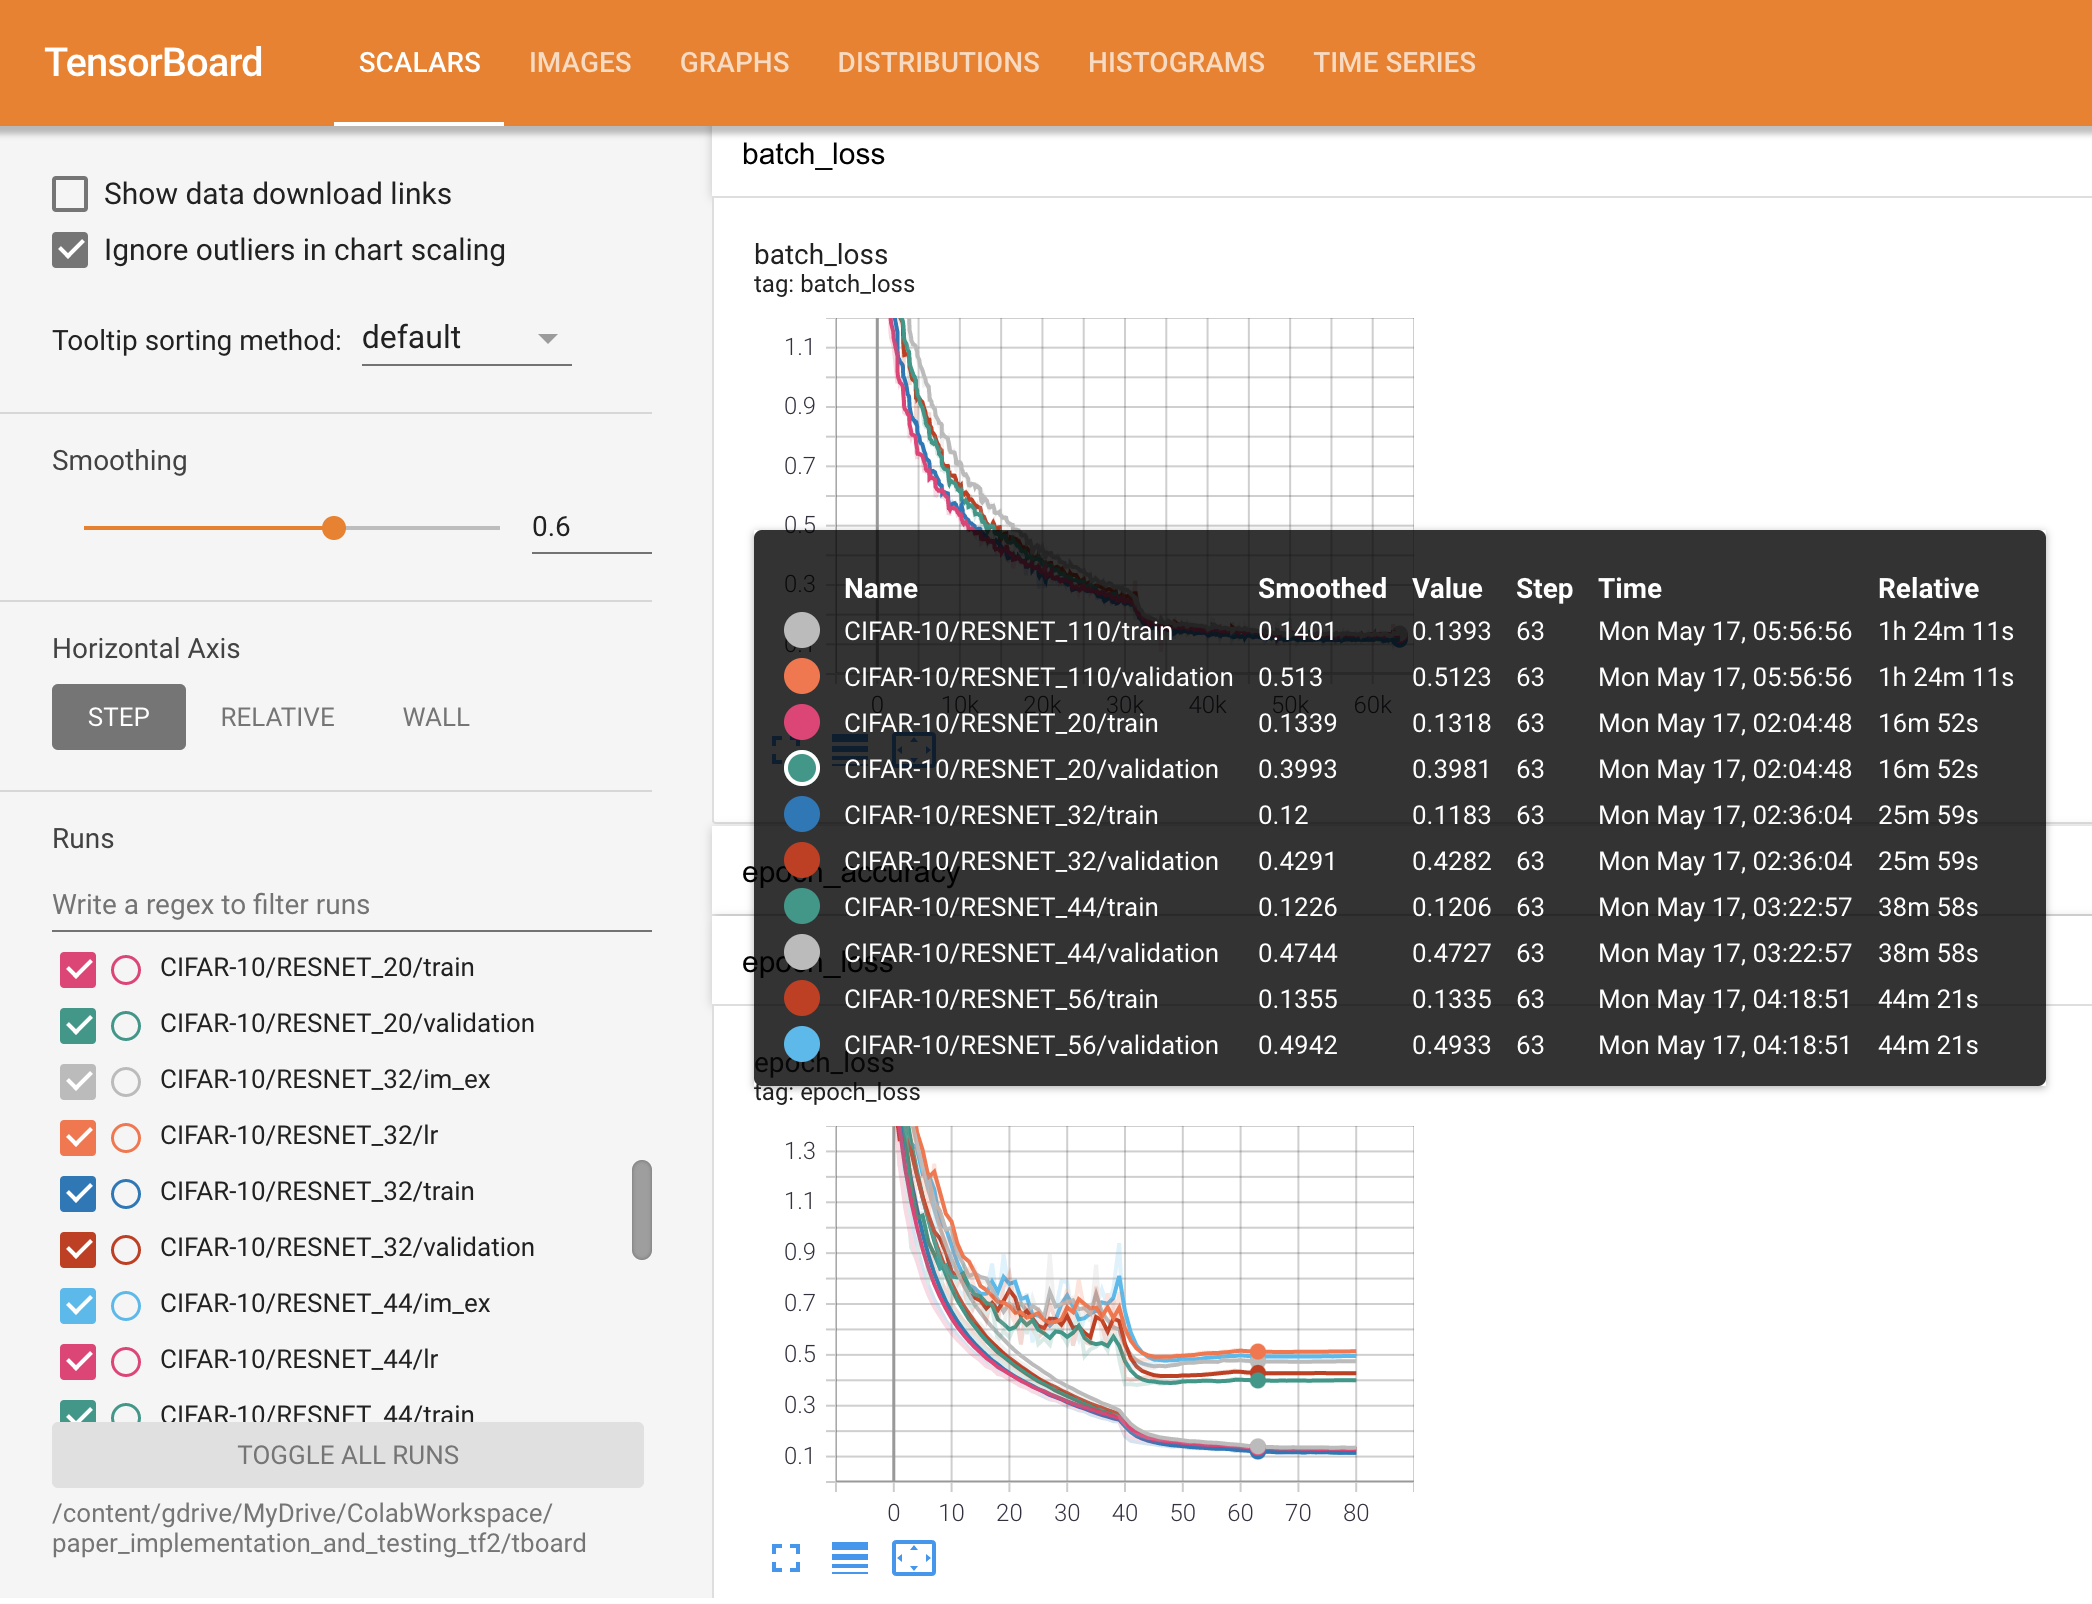 TensorBoard SCALARS IMAGES GRAPHS DISTRIBUTIONS HISTOGRAMS TIME SERIES
Show data download links
Ignore outliers in chart scaling
Tooltip sorting method: default
Smoothing
0.6
Horizontal Axis
STEP RELATIVE WALL
Runs
Write a regex to filter runs
CIFAR-10/RESNET_20/train
CIFAR-10/RESNET_20/validation
CIFAR-10/RESNET_32/im_ex
CIFAR-10/RESNET_32/lr
CIFAR-10/RESNET_32/train
CIFAR-10/RESNET_32/validation
CIFAR-10/RESNET_44/im_ex
CIFAR-10/RESNET_44/lr
CIFAR-10/RESNET_44/train
TOGGLE ALL RUNS
/content/gdrive/MyDrive/ColabWorkspace/
paper_implementation_and_testing_tf2/tboard
batch_loss
batch_loss
tag: batch_loss
1.1
0.9
0.7
0.5
0.3
0 10k 20k 30k 40k 50k 60k
Name Smoothed Value Step Time Relative
CIFAR-10/RESNET_110/train 0.1401 0.1393 63 Mon May 17, 05:56:56 1h 24m 11s
CIFAR-10/RESNET_110/validation 0.513 0.5123 63 Mon May 17, 05:56:56 1h 24m 11s
CIFAR-10/RESNET_20/train 0.1339 0.1318 63 Mon May 17, 02:04:48 16m 52s
CIFAR-10/RESNET_20/validation 0.3993 0.3981 63 Mon May 17, 02:04:48 16m 52s
CIFAR-10/RESNET_32/train 0.12 0.1183 63 Mon May 17, 02:36:04 25m 59s
CIFAR-10/RESNET_32/validation 0.4291 0.4282 63 Mon May 17, 02:36:04 25m 59s
CIFAR-10/RESNET_44/train 0.1226 0.1206 63 Mon May 17, 03:22:57 38m 58s
CIFAR-10/RESNET_44/validation 0.4744 0.4727 63 Mon May 17, 03:22:57 38m 58s
CIFAR-10/RESNET_56/train 0.1355 0.1335 63 Mon May 17, 04:18:51 44m 21s
CIFAR-10/RESNET_56/validation 0.4942 0.4933 63 Mon May 17, 04:18:51 44m 21s
epoch_accuracy
epoch_loss
epoch_loss
tag: epoch_loss
1.3
1.1
0.9
0.7
0.5
0.3
0.1
0 10 20 30 40 50 60 70 80